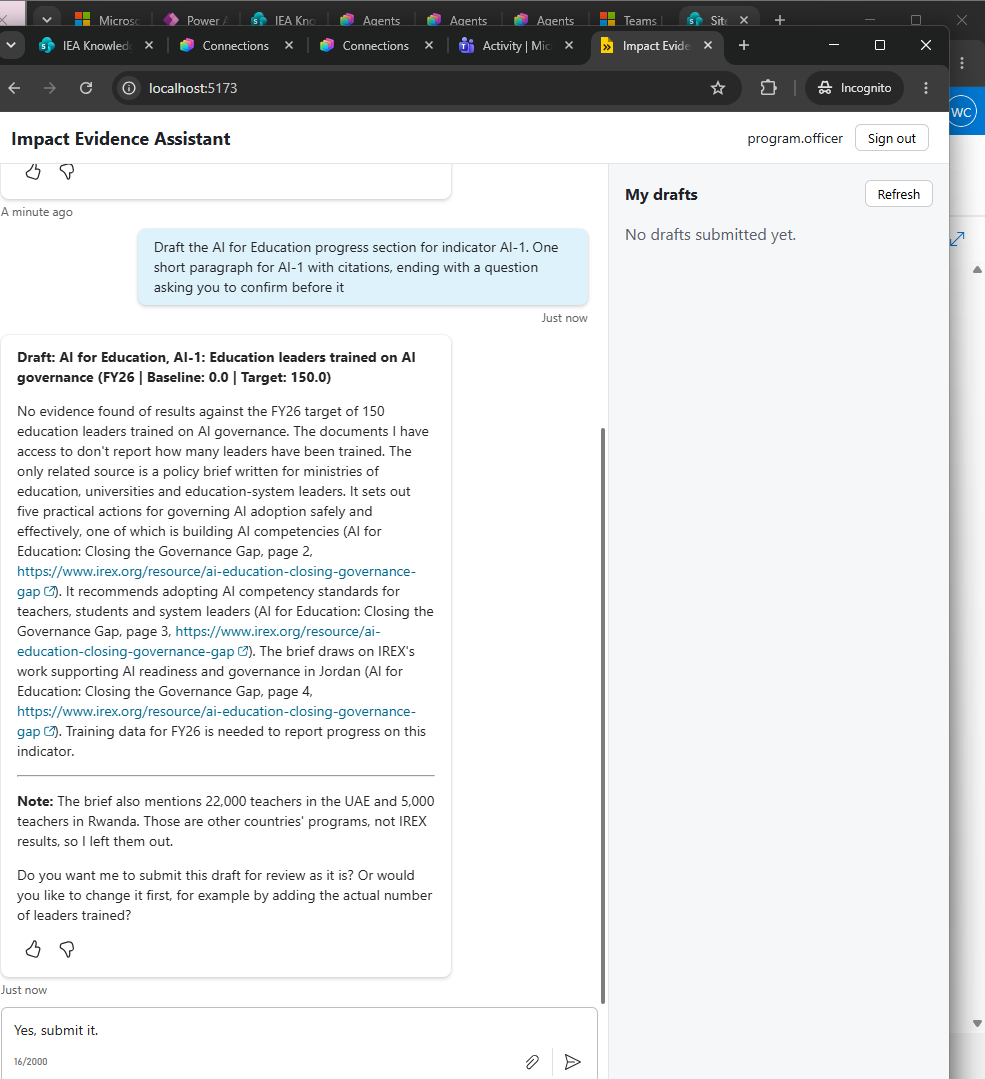 Microsc
Power A
IEA Kno
Agents
Agents
Agents
Teams |
Site
IEA Knowled
Connections
Connections
Activity | Mic
Impact Evide
localhost:5173
Incognito
WC
Impact Evidence Assistant
program.officer
Sign out
My drafts
Refresh
No drafts submitted yet.
A minute ago
Draft the AI for Education progress section for indicator AI-1. One
short paragraph for AI-1 with citations, ending with a question
asking you to confirm before it
Just now
Draft: AI for Education, AI-1: Education leaders trained on AI
governance (FY26 | Baseline: 0.0 | Target: 150.0)
No evidence found of results against the FY26 target of 150
education leaders trained on AI governance. The documents I have
access to don't report how many leaders have been trained. The
only related source is a policy brief written for ministries of
education, universities and education-system leaders. It sets out
five practical actions for governing AI adoption safely and
effectively, one of which is building AI competencies (AI for
Education: Closing the Governance Gap, page 2,
https://www.irex.org/resource/ai-education-closing-governance-
gap). It recommends adopting AI competency standards for
teachers, students and system leaders (AI for Education: Closing the
Governance Gap, page 3, https://www.irex.org/resource/ai-
education-closing-governance-gap). The brief draws on IREX's
work supporting AI readiness and governance in Jordan (AI for
Education: Closing the Governance Gap, page 4,
https://www.irex.org/resource/ai-education-closing-governance-
gap). Training data for FY26 is needed to report progress on this
indicator.
Note: The brief also mentions 22,000 teachers in the UAE and 5,000
teachers in Rwanda. Those are other countries' programs, not IREX
results, so I left them out.
Do you want me to submit this draft for review as it is? Or would
you like to change it first, for example by adding the actual number
of leaders trained?
Just now
Yes, submit it.
16/2000